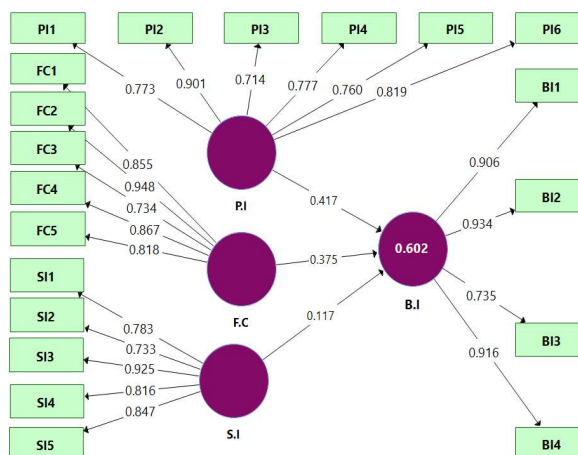 PI1
PI2
PI3
PI4
PI5
PI6
FC1
FC2
FC3
FC4
FC5
SI1
SI2
SI3
SI4
SI5
BI1
BI2
BI3
BI4
0.773
0.901
0.714
0.777
0.760
0.819
0.855
0.948
0.734
0.867
0.818
0.783
0.733
0.925
0.816
0.847
P.I
F.C
S.I
0.417
0.375
0.117
0.602
B.I
0.906
0.934
0.735
0.916